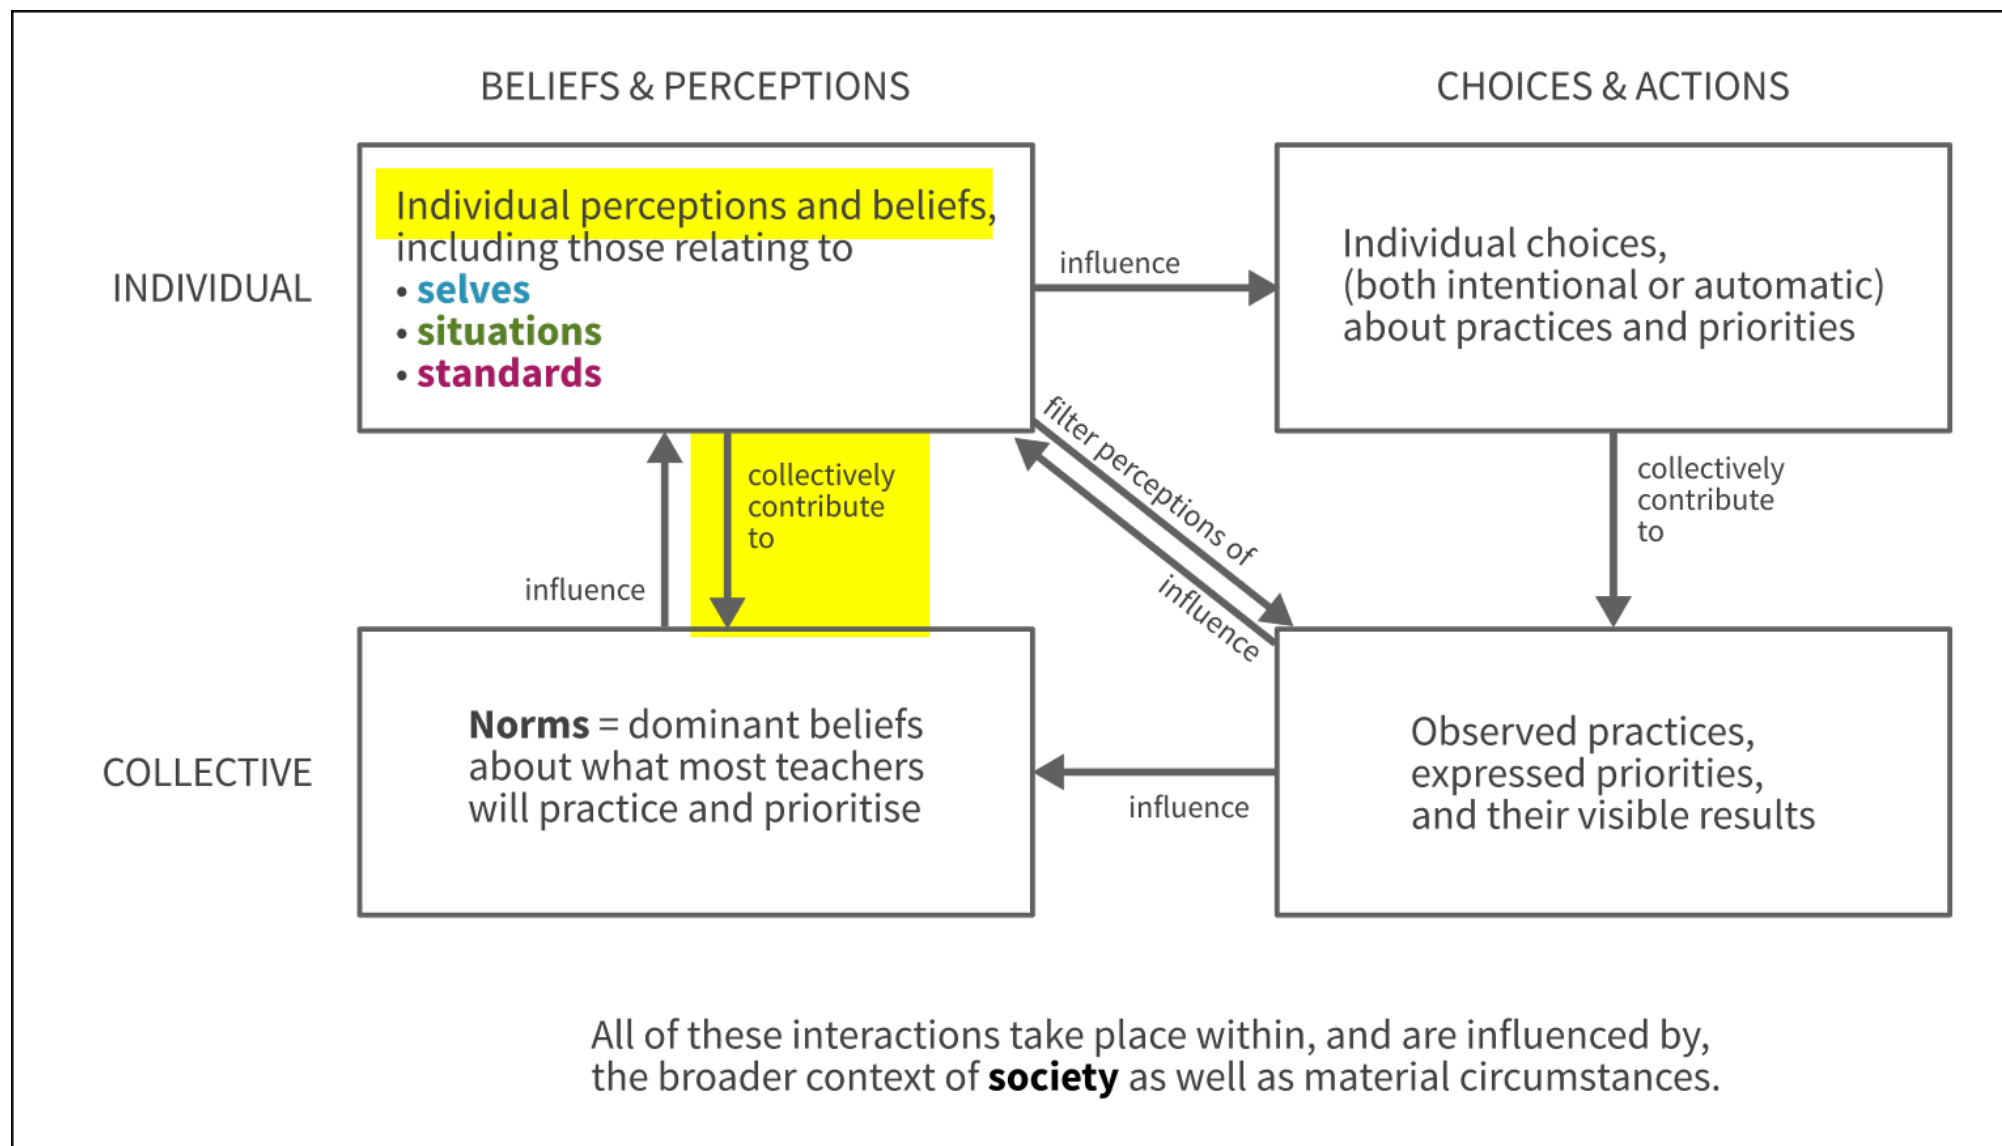 BELIEFS & PERCEPTIONS
CHOICES & ACTIONS
INDIVIDUAL
Individual perceptions and beliefs,
including those relating to
• selves
• situations
• standards
influence
Individual choices,
(both intentional or automatic)
about practices and priorities
influence
collectively
contribute
to
filter perceptions of
influence
collectively
contribute
to
COLLECTIVE
Norms = dominant beliefs
about what most teachers
will practice and prioritise
influence
Observed practices,
expressed priorities,
and their visible results
All of these interactions take place within, and are influenced by,
the broader context of society as well as material circumstances.